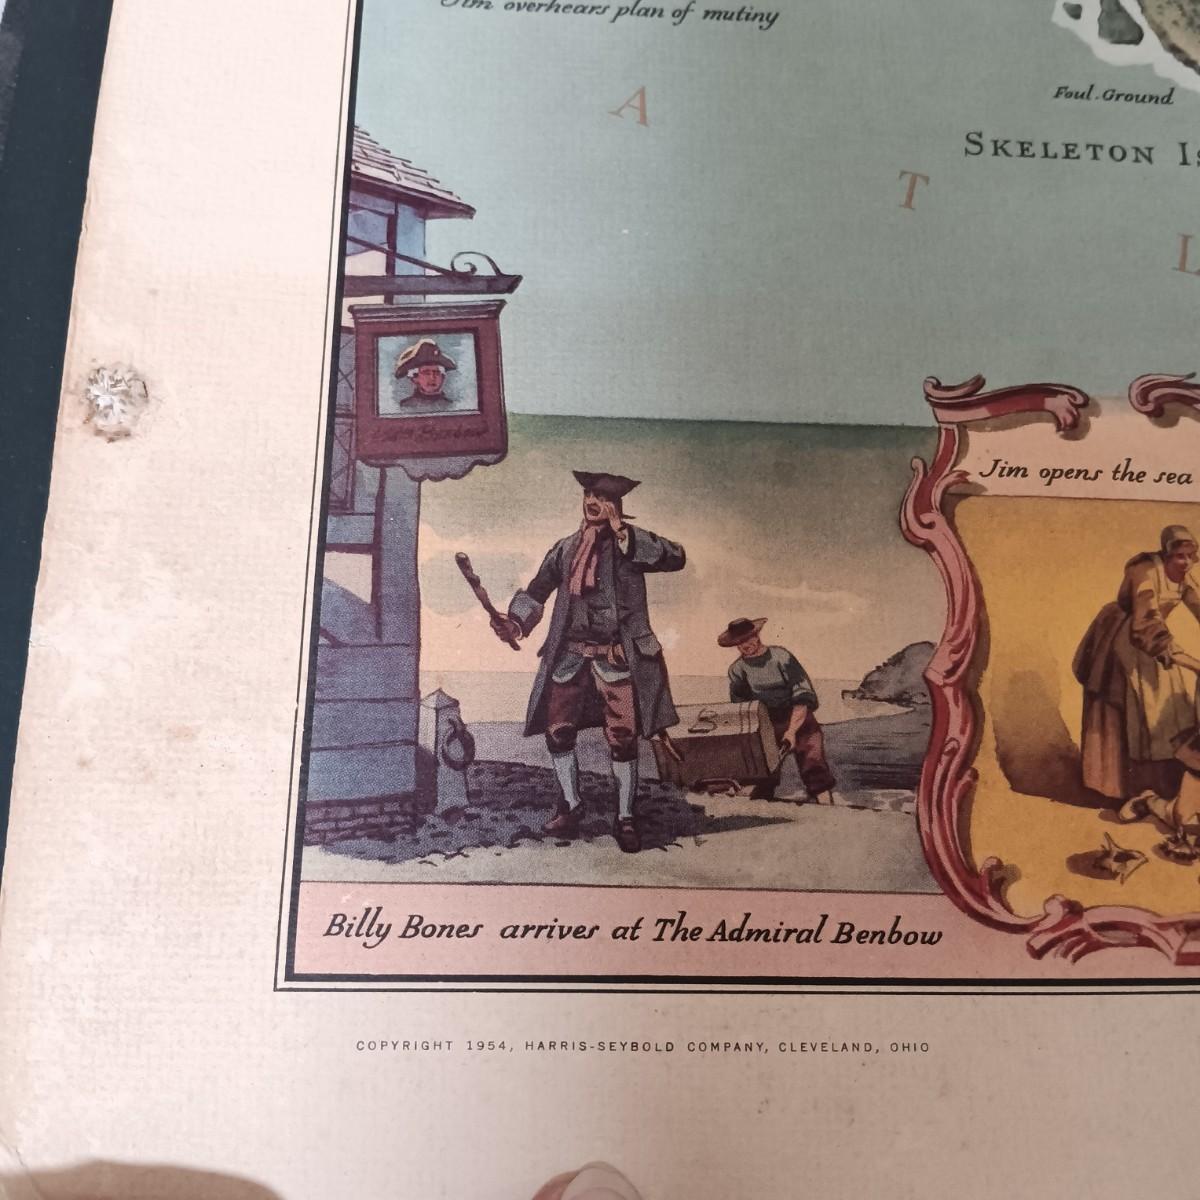 Jim overhears plan of mutiny
Foul.Ground
SKELETON
A
T
L
Jim opens the sea
B.
Billy Bones arrives at The Admiral Benbow
COPYRIGHT 1954, HARRIS-SEYBOLD COMPANY, CLEVELAND, OHIO